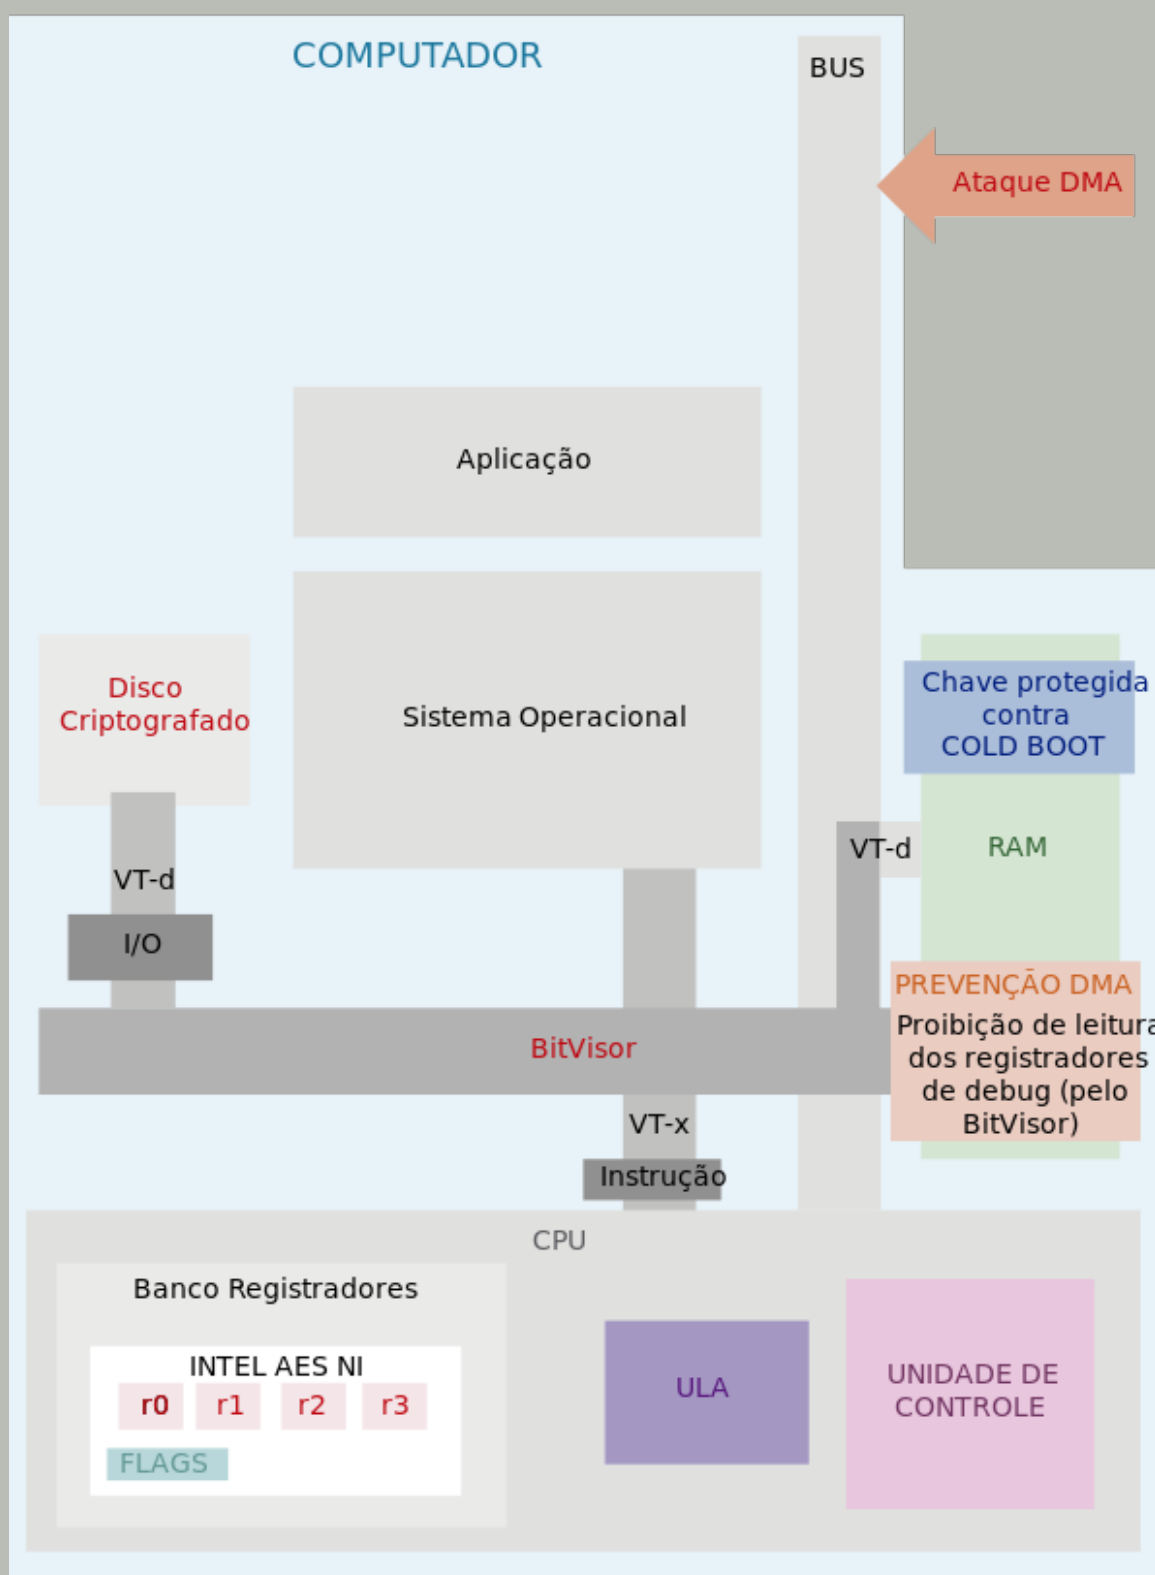 COMPUTADOR
BUS
Ataque DMA
Aplicação
Disco
Criptografado
Sistema Operacional
Chave protegida
contra
COLD BOOT
VT-d
RAM
VT-d
I/O
PREVENÇÃO DMA
Proibição de leitura
dos registradores
de debug (pelo
BitVisor)
BitVisor
VT-x
Instrução
CPU
Banco Registradores
INTEL AES NI
r0 r1 r2 r3
FLAGS
ULA
UNIDADE DE
CONTROLE